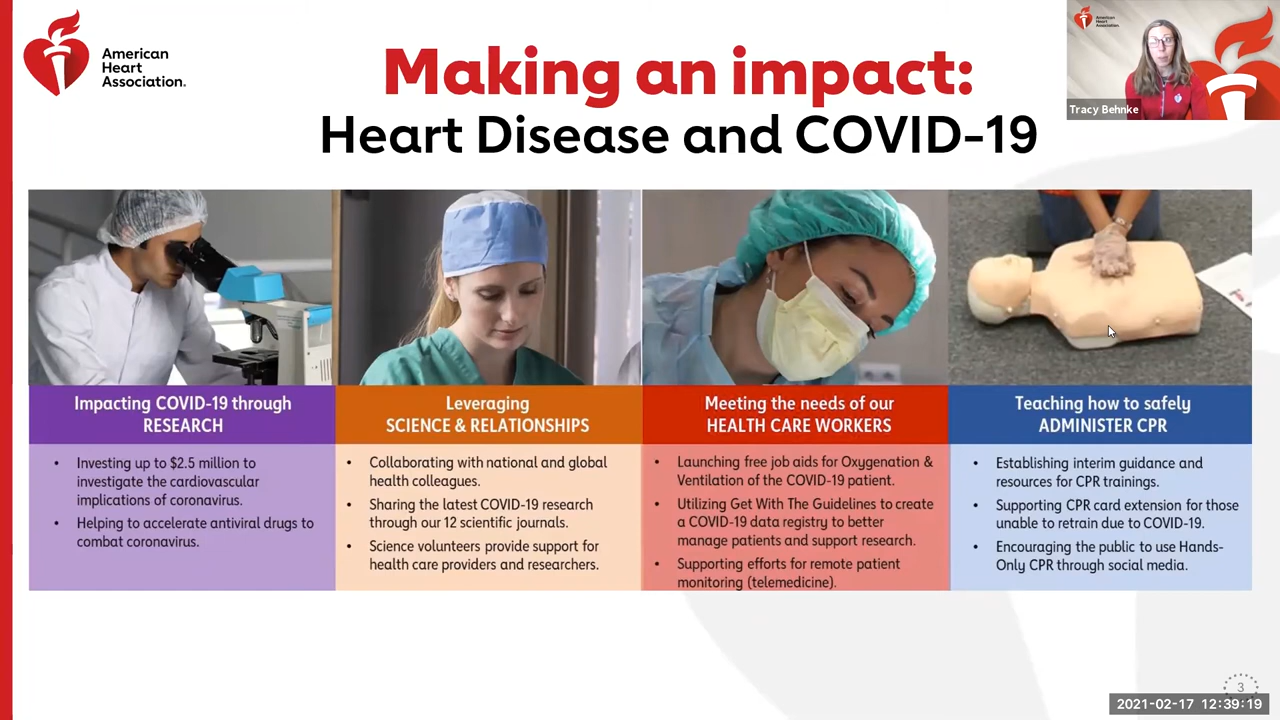 American
Heart
Association.
Making an impact:
Heart Disease and COVID-19
American
Heart
Association.
Tracy Behnke
Impacting COVID-19 through
RESEARCH
• Investing up to $2.5 million to
investigate the cardiovascular
implications of coronavirus.
• Helping to accelerate antiviral drugs to
combat coronavirus.
Leveraging
SCIENCE & RELATIONSHIPS
• Collaborating with national and global
health colleagues.
• Sharing the latest COVID-19 research
through our 12 scientific journals.
• Science volunteers provide support for
health care providers and researchers.
Meeting the needs of our
HEALTH CARE WORKERS
• Launching free job aids for Oxygenation &
Ventilation of the COVID-19 patient.
• Utilizing Get With The Guidelines to create
a COVID-19 data registry to better
manage patients and support research.
• Supporting efforts for remote patient
monitoring (telemedicine).
Teaching how to safely
ADMINISTER CPR
• Establishing interim guidance and
resources for CPR trainings.
• Supporting CPR card extension for those
unable to retrain due to COVID-19.
• Encouraging the public to use Hands-
Only CPR through social media.
3
2021-02-17 12:39:19